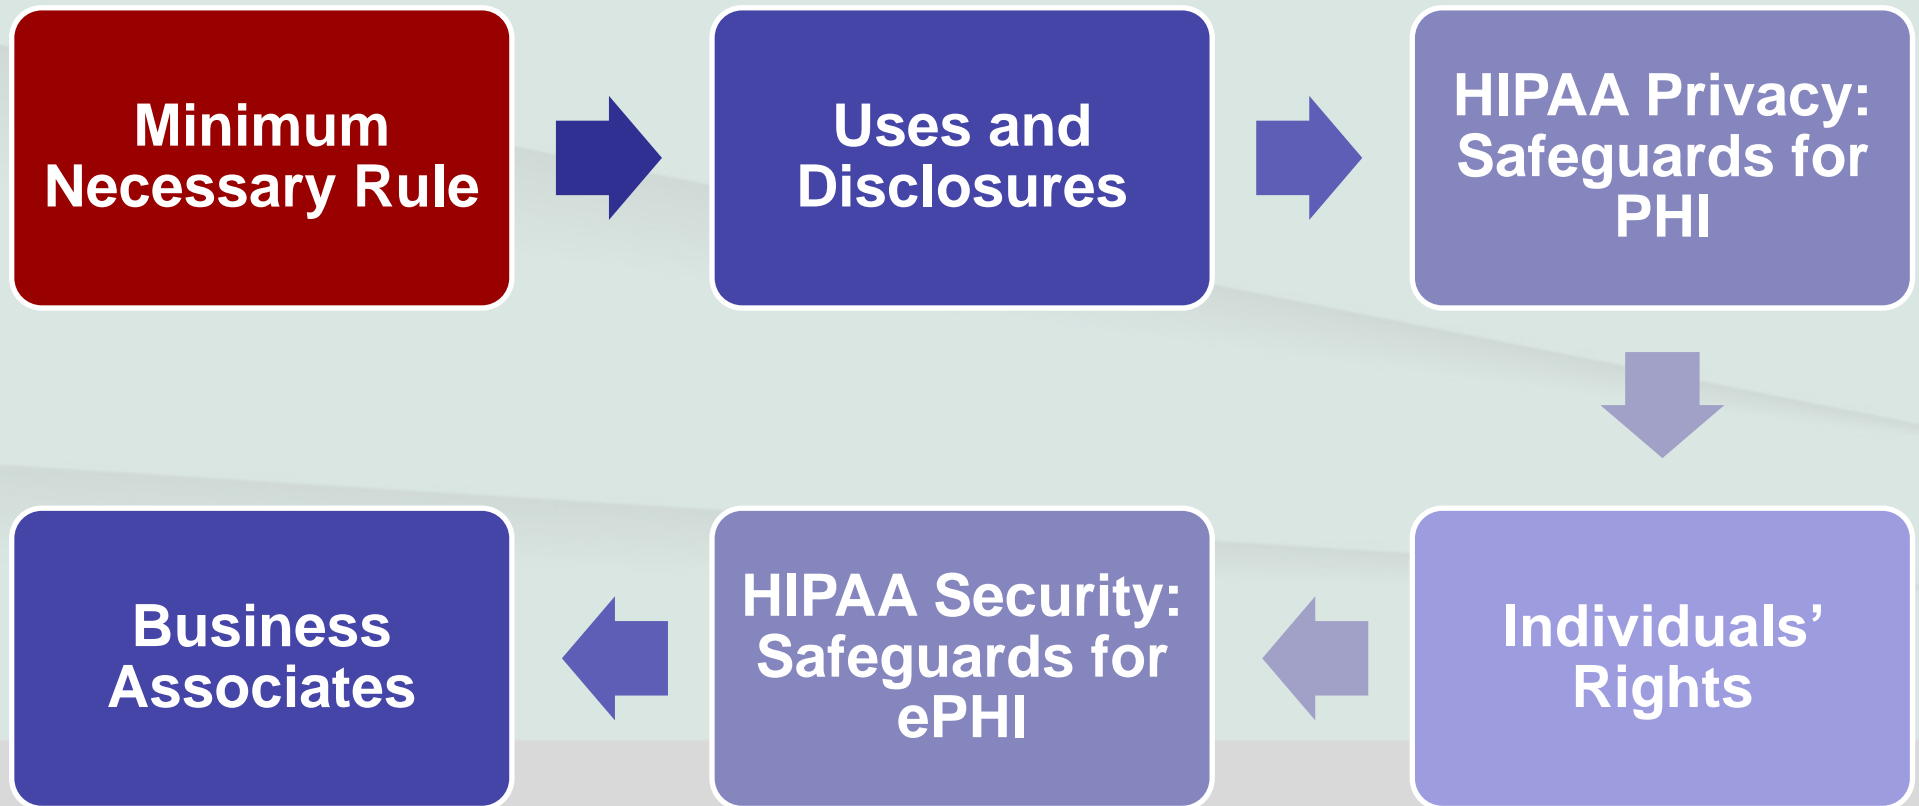 Minimum
Necessary Rule
Uses and
Disclosures
HIPAA Privacy:
Safeguards for
PHI
Individuals’
Rights
HIPAA Security:
Safeguards for
ePHI
Business
Associates